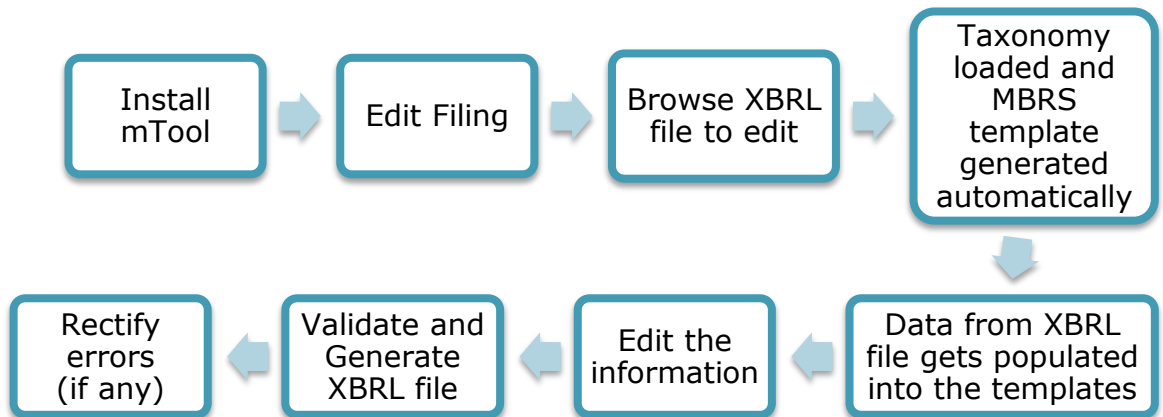 Install
mTool
Edit Filing
Browse XBRL
file to edit
Taxonomy
loaded and
MBRS
template
generated
automatically
Data from XBRL
file gets populated
into the templates
Edit the
information
Validate and
Generate
XBRL file
Rectify
errors
(if any)